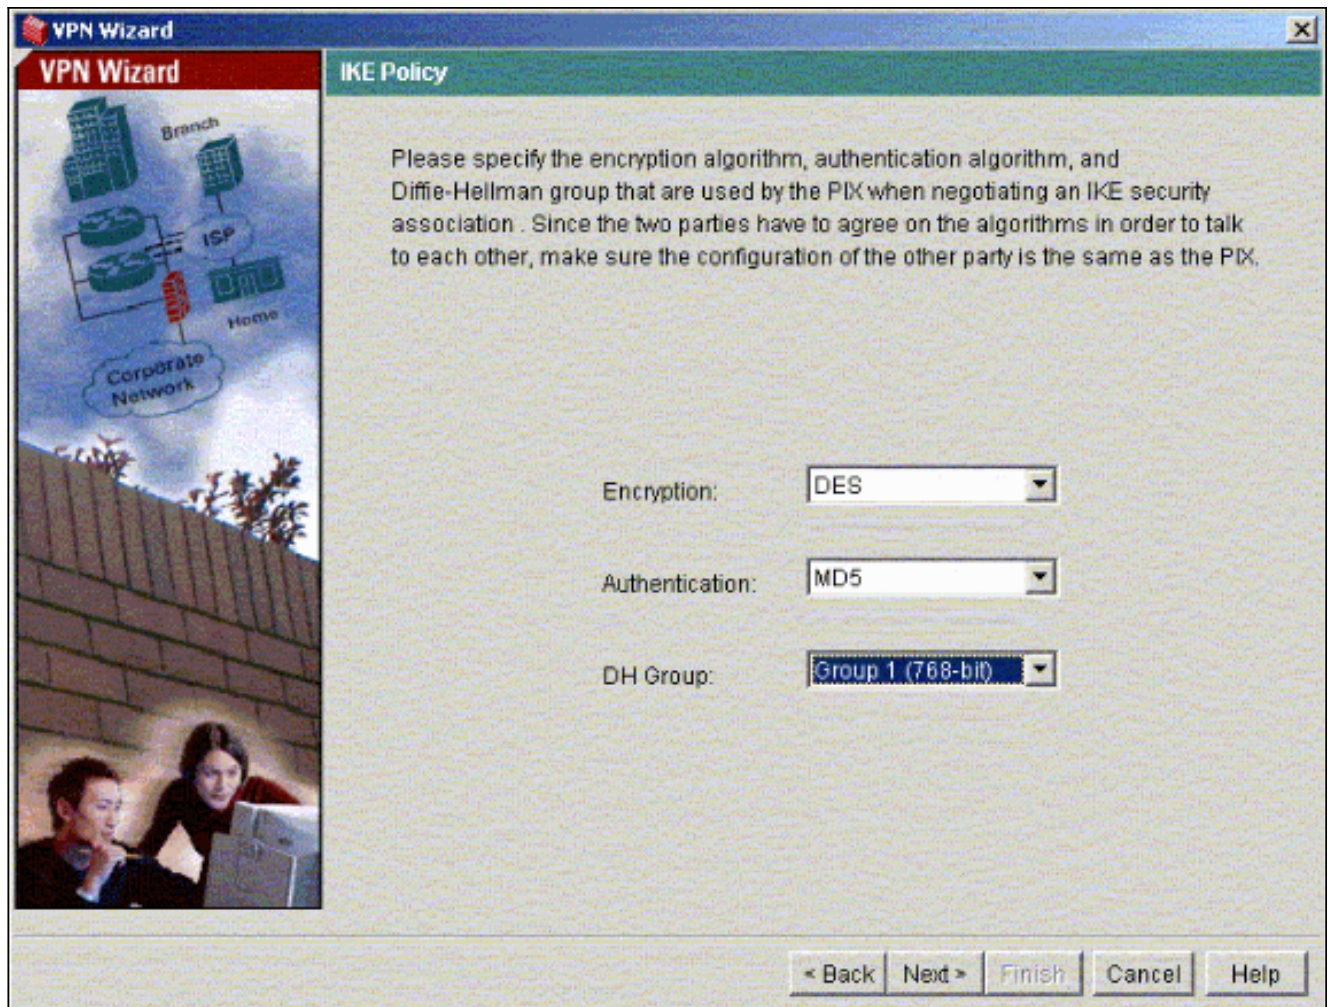 VPN Wizard
VPN Wizard
IKE Policy
Branch
ISP
Home
Corporate
Network
Please specify the encryption algorithm, authentication algorithm, and
Diffie-Hellman group that are used by the PIX when negotiating an IKE security
association . Since the two parties have to agree on the algorithms in order to talk
to each other, make sure the configuration of the other party is the same as the PIX.
Encryption: DES
Authentication: MD5
DH Group: Group 1 (768-bit)
< Back Next > Finish Cancel Help